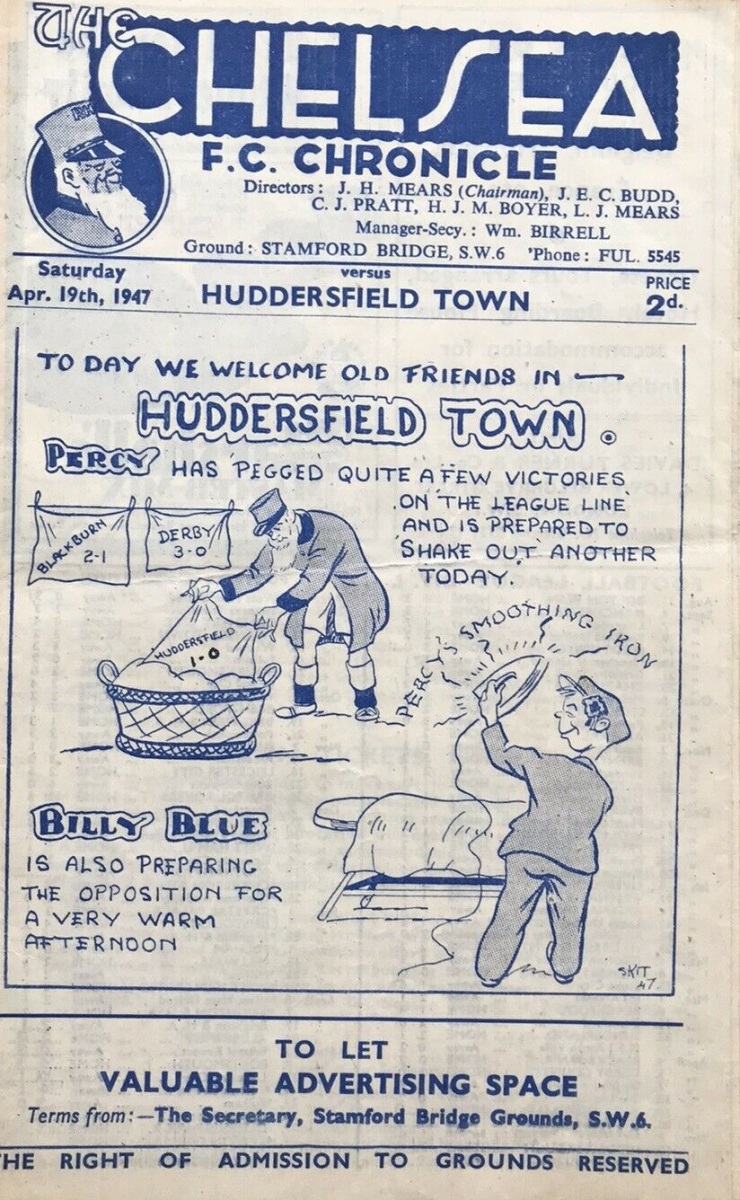 THE
CHELSEA
F.C. CHRONICLE
Directors: J. H. MEARS (Chairman), J. E. C. BUDD,
C. J. PRATT, H. J. M. BOYER, L. J. MEARS
Manager-Secy.: Wm. BIRRELL
Ground: STAMFORD BRIDGE, S.W.6 'Phone: FUL. 5545
Saturday
Apr. 19th, 1947
versus
HUDDERSFIELD TOWN
PRICE
2d.
TO DAY WE WELCOME OLD FRIENDS IN —
HUDDERSFIELD TOWN.
PERCY HAS 'PEGGED QUITE A FEW VICTORIES
ON 'THE LEAGUE LINE'
AND IS PREPARED TO
'SHAKE OUT' ANOTHER
TODAY.
BLACKBURN
2-1
DERBY
3-0
HUDDERSFIELD
1-0
PERCY'S SMOOTHING IRON
BILLY BLUE
IS ALSO PREPARING
THE OPPOSITION FOR
A VERY WARM
AFTERNOON
SKIT
47.
TO LET
VALUABLE ADVERTISING SPACE
Terms from:—The Secretary, Stamford Bridge Grounds, S.W.6.
THE RIGHT OF ADMISSION TO GROUNDS RESERVED